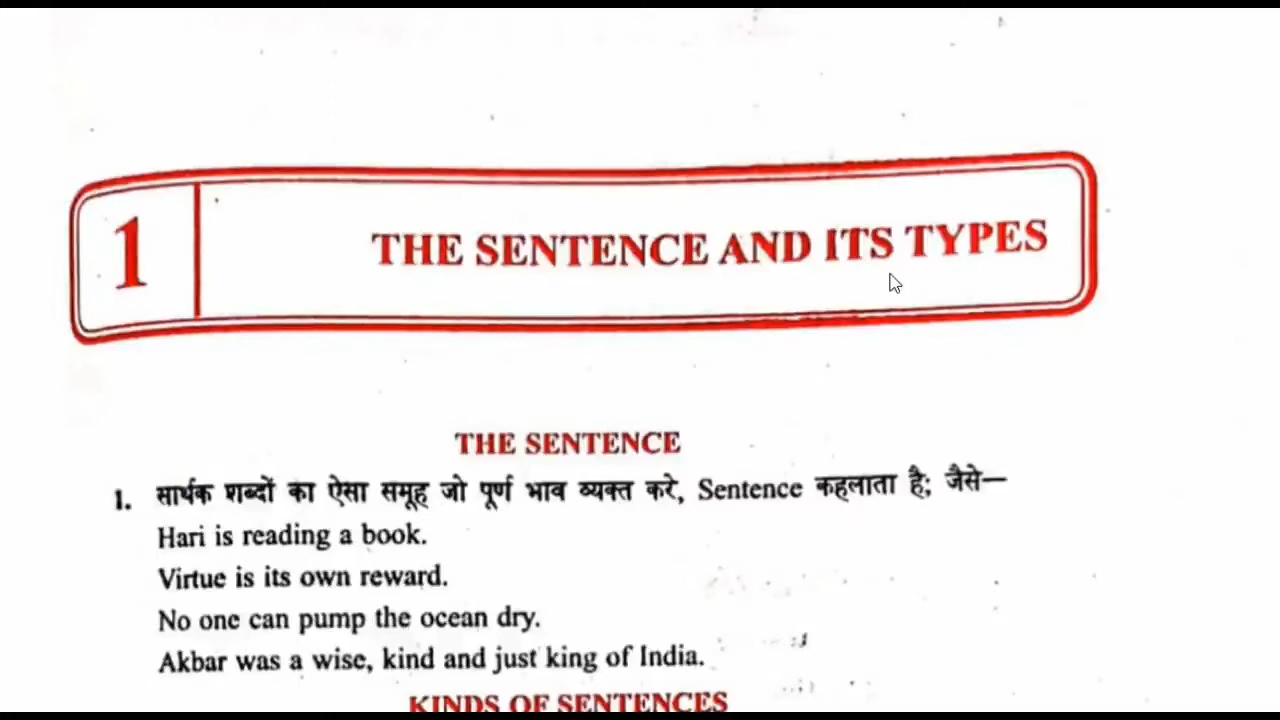 1
THE SENTENCE AND ITS TYPES
THE SENTENCE
1. सार्थक शब्दों का ऐसा समूह जो पूर्ण भाव व्यक्त करे, Sentence कहलाता है; जैसे—
Hari is reading a book.
Virtue is its own reward.
No one can pump the ocean dry.
Akbar was a wise, kind and just king of India.
KINDS OF SENTENCES